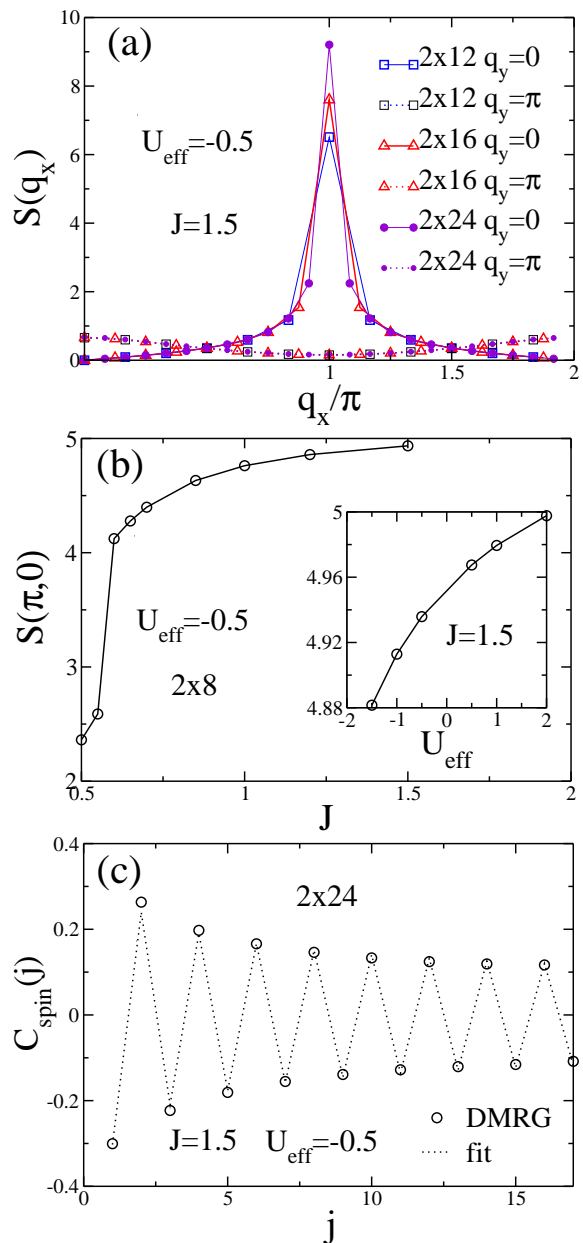 (a)
10
8
6
4
2
0
S(q_x)
U_eff=-0.5
J=1.5
2x12 q_y=0
2x12 q_y=π
2x16 q_y=0
2x16 q_y=π
2x24 q_y=0
2x24 q_y=π
1 0.5 1 1.5 2
q_x/π
(b)
5
4
3
2
S(π,0)
U_eff=-0.5
2x8
5
4.96
4.92
4.88
J=1.5
-2 -1 0 1 2
U_eff
0.5 1 1.5 2
J
(c)
0.4
0.2
0
-0.2
-0.4
C_spin(j)
2x24
J=1.5 U_eff=-0.5
DMRG
fit
0 5 10 15
j